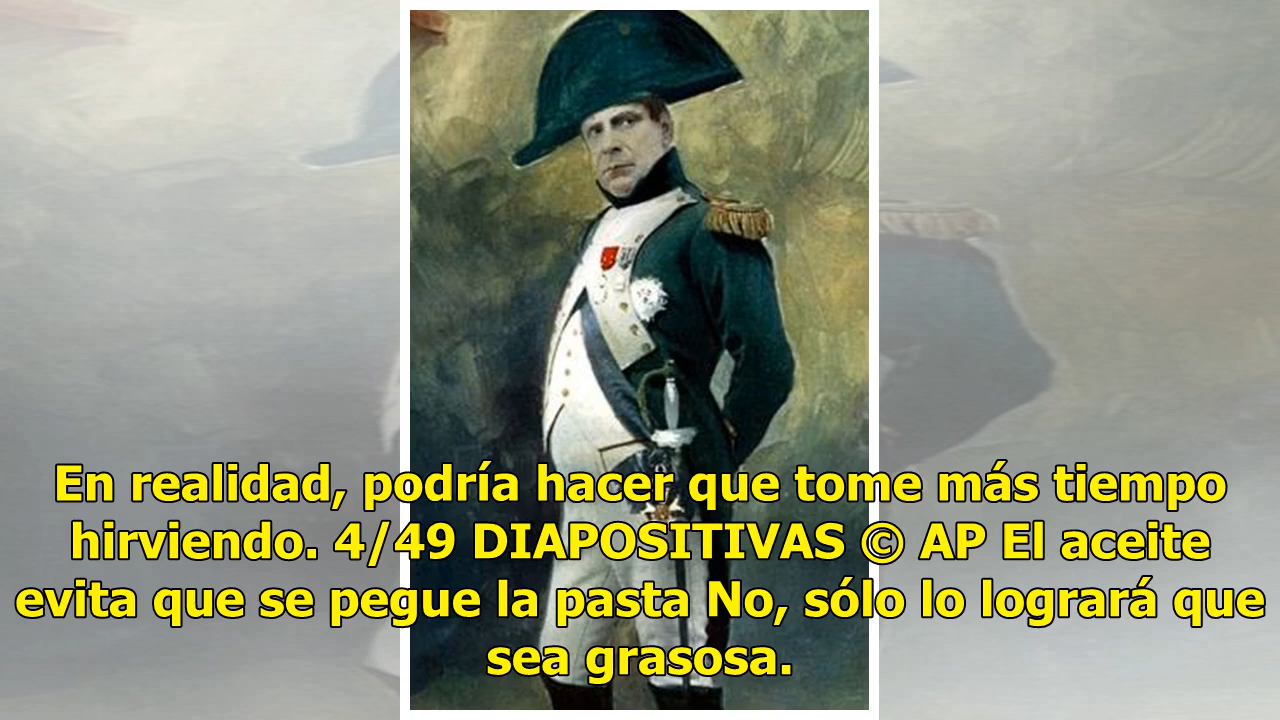 En realidad, podría hacer que tome más tiempo
hirviendo. 4/49 DIAPOSITIVAS © AP El aceite
evita que se pegue la pasta No, sólo lo logrará que
sea grasosa.